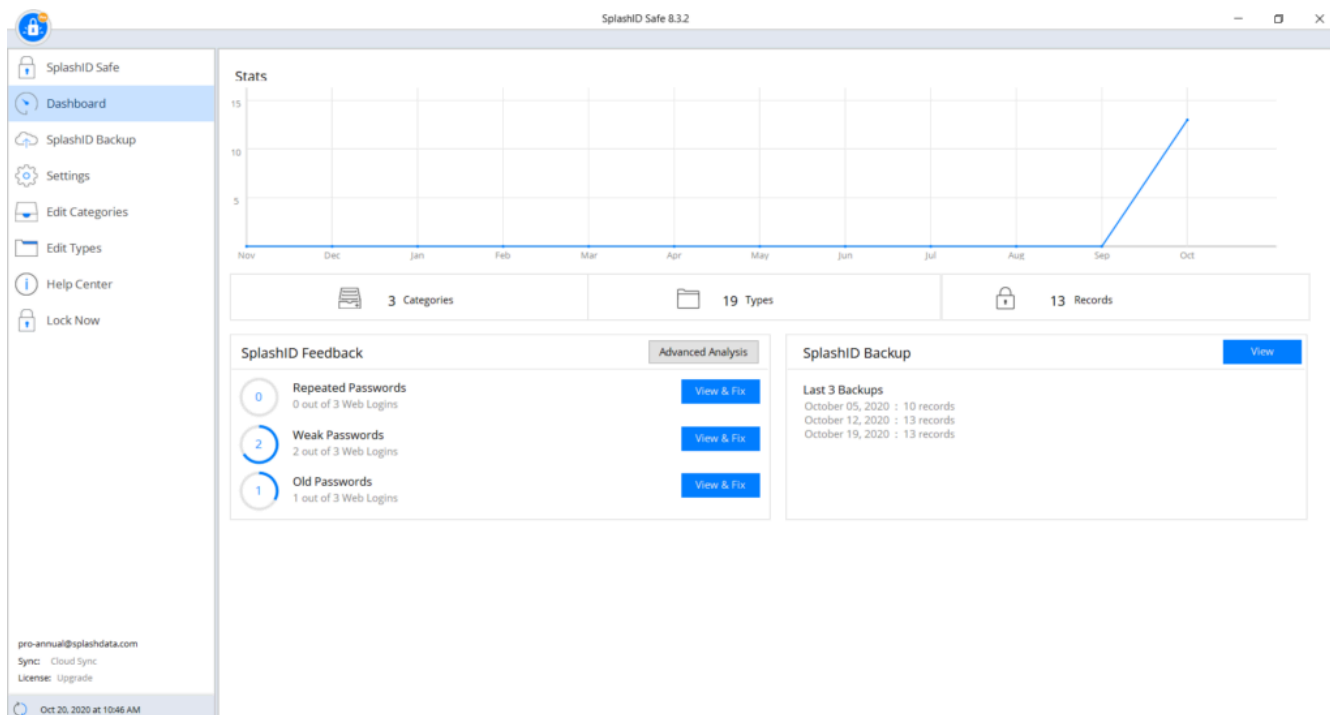 SplashID Safe 8.3.2
SplashID Safe
Dashboard
SplashID Backup
Settings
Edit Categories
Edit Types
Help Center
Lock Now
pro-annual@splashdata.com
Sync: Cloud Sync
License: Upgrade
Oct 20, 2020 at 10:46 AM
Stats
15
10
5
Nov Dec Jan Feb Mar Apr May Jun Jul Aug Sep Oct
3 Categories 19 Types 13 Records
SplashID Feedback Advanced Analysis
0 Repeated Passwords View & Fix
0 out of 3 Web Logins
2 Weak Passwords View & Fix
2 out of 3 Web Logins
1 Old Passwords View & Fix
1 out of 3 Web Logins
SplashID Backup View
Last 3 Backups
October 05, 2020 : 10 records
October 12, 2020 : 13 records
October 19, 2020 : 13 records